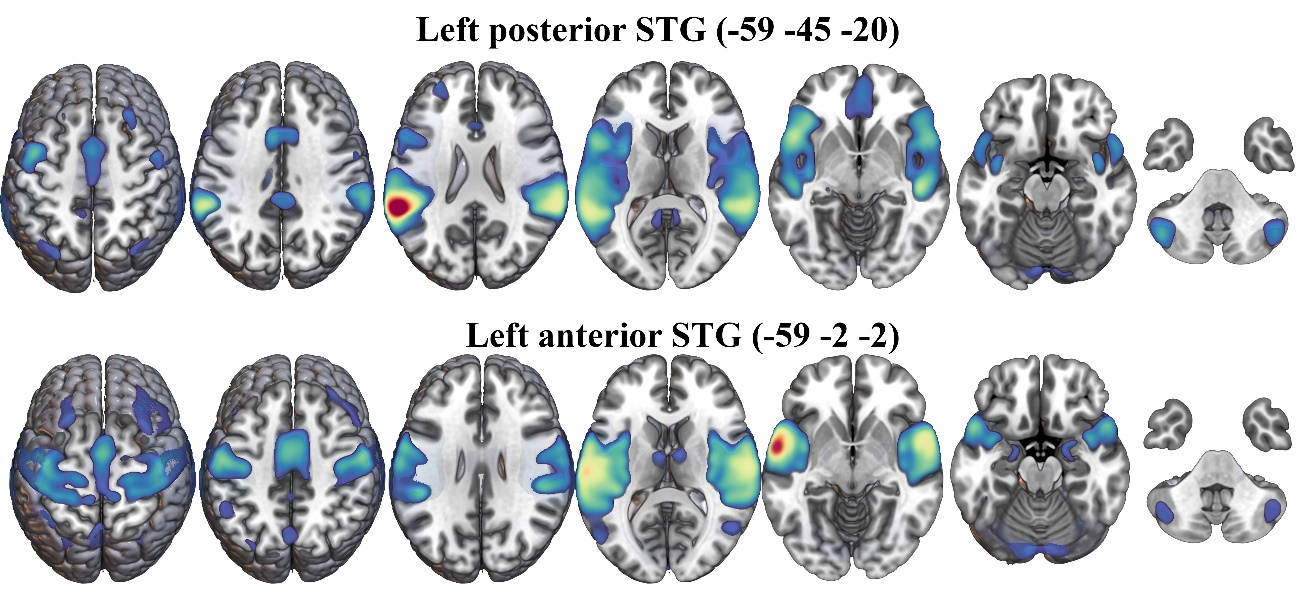 Left posterior STG (-59 -45 -20)
Left anterior STG (-59 -2 -2)